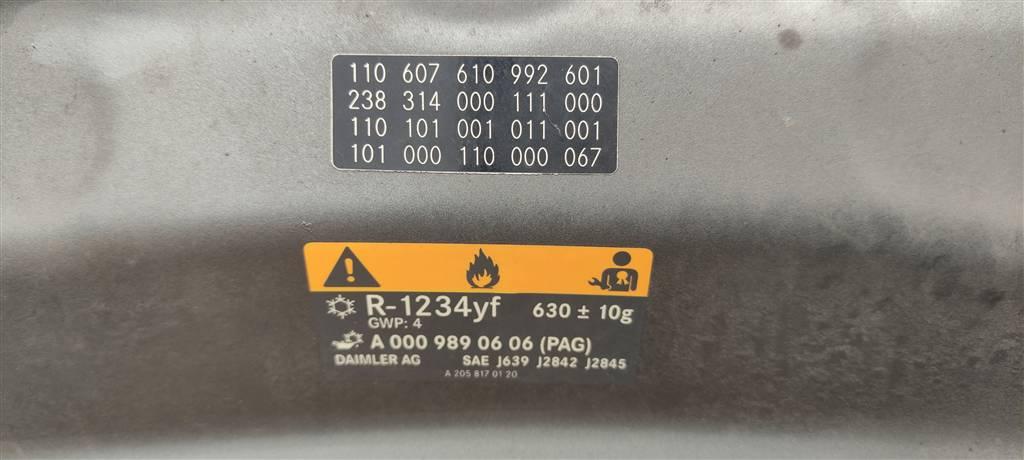 110 607 610 992 601
238 314 000 111 000
110 101 001 011 001
101 000 110 000 067
R-1234yf 630 ± 10g
GWP: 4
A 000 989 06 06 (PAG)
DAIMLER AG SAE J639 J2842 J2845
A 205 817 01 20